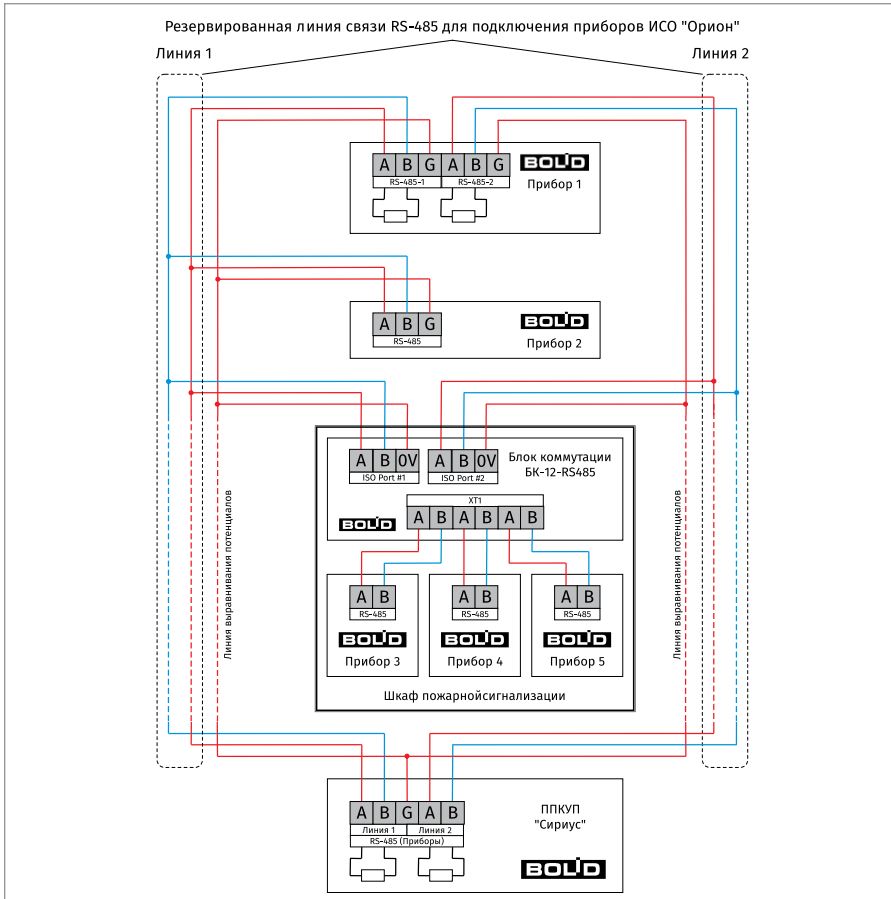 Резервированная линия связи RS-485 для подключения приборов ИСО "Орион"
Линия 1
Линия 2
A B G A B G
RS-485-1 RS-485-2
BOLID
Прибор 1
A B G
RS-485
BOLID
Прибор 2
A B 0V
ISO Port #1
A B 0V
ISO Port #2
Блок коммутации
БК-12-RS485
XT1
A B A B A B
BOLID
Линия выравнивания потенциалов
Линия выравнивания потенциалов
A B
RS-485
BOLID
Прибор 3
A B
RS-485
BOLID
Прибор 4
A B
RS-485
BOLID
Прибор 5
Шкаф пожарнойсигнализации
A B G A B
Линия 1 Линия 2
RS-485 (Приборы)
ППКУП
"Сириус"
BOLID